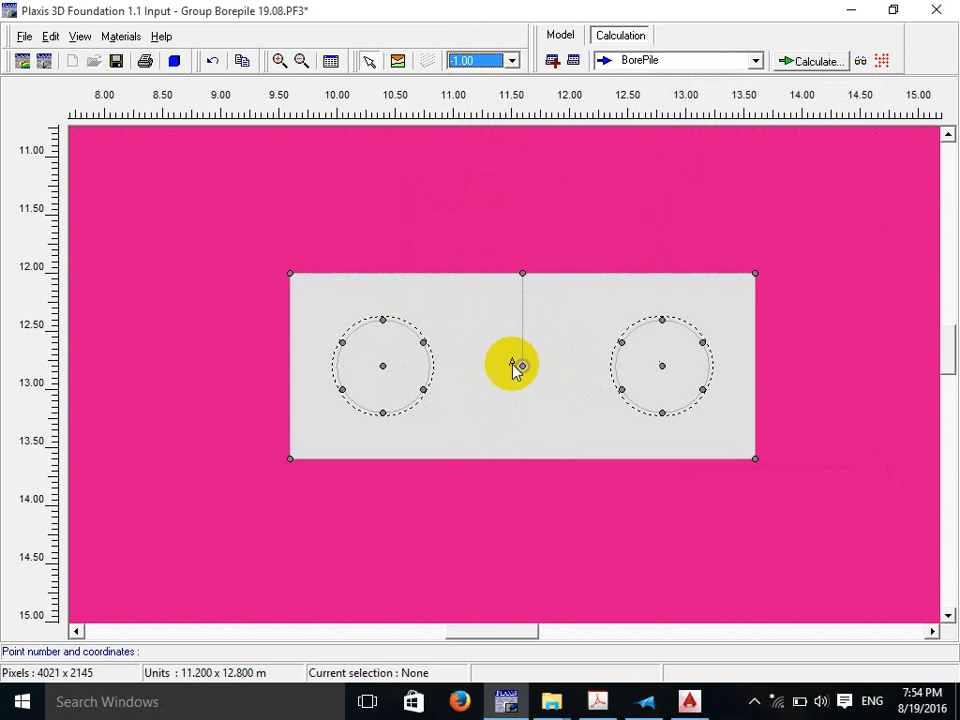 Plaxis 3D Foundation 1.1 Input - Group Borepile 19.08.PF3*
File Edit View Materials Help
Model Calculation
-1.00
BorePile
Calculate...
8.00 9.00 9.50 10.00 10.50 11.00 11.50 12.00 12.50 13.00 13.50 14.00 14.50 15.00
11.00
11.50
12.00
12.50
13.00
13.50
14.00
14.50
15.00
Point number and coordinates :
Pixels : 4021 x 2145 Units : 11.200 x 12.800 m Current selection : None
Search Windows
ENG
7:54 PM
8/19/2016